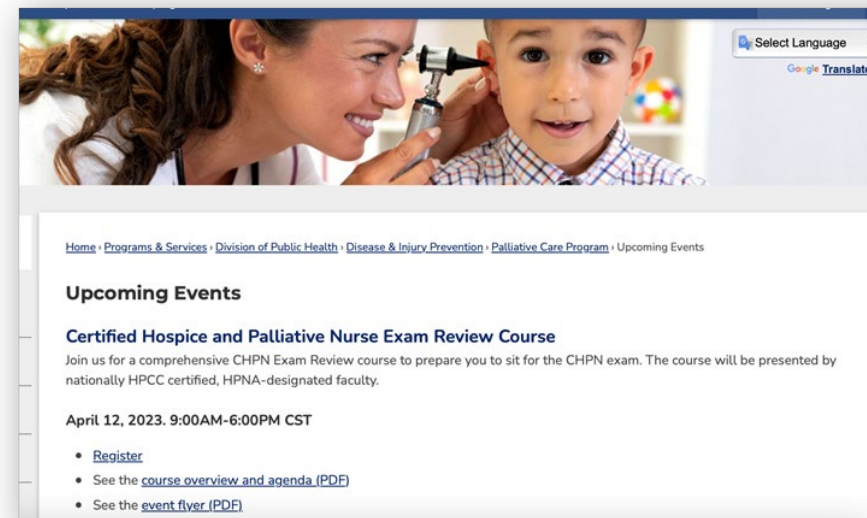 Select Language
Google Translate
Home › Programs & Services › Division of Public Health › Disease & Injury Prevention › Palliative Care Program › Upcoming Events
Upcoming Events
Certified Hospice and Palliative Nurse Exam Review Course
Join us for a comprehensive CHPN Exam Review course to prepare you to sit for the CHPN exam. The course will be presented by
nationally HPCC certified, HPNA-designated faculty.
April 12, 2023. 9:00AM-6:00PM CST
• Register
• See the course overview and agenda (PDF)
• See the event flyer (PDF)